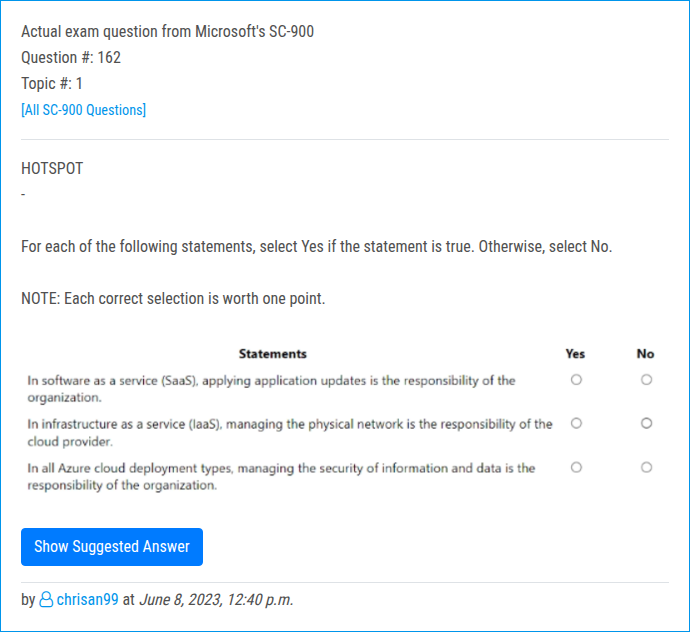 Actual exam question from Microsoft's SC-900
Question #: 162
Topic #: 1
[All SC-900 Questions]
HOTSPOT
-
For each of the following statements, select Yes if the statement is true. Otherwise, select No.
NOTE: Each correct selection is worth one point.
Statements Yes No
In software as a service (SaaS), applying application updates is the responsibility of the
organization.
In infrastructure as a service (IaaS), managing the physical network is the responsibility of the
cloud provider.
In all Azure cloud deployment types, managing the security of information and data is the
responsibility of the organization.
Show Suggested Answer
by chrisan99 at June 8, 2023, 12:40 p.m.